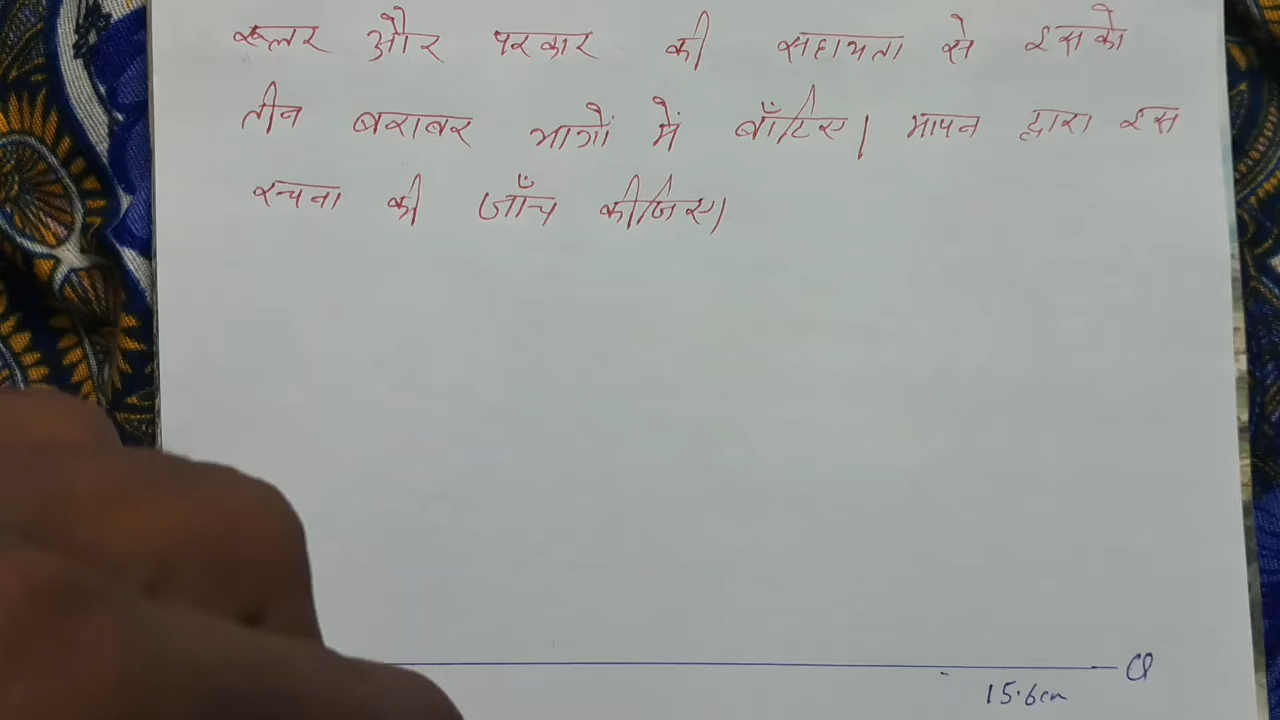 रूलर और परकार की सहायता से इसको
तीन बराबर भागों में बाँटिए। मापन द्वारा इस
रचना की जाँच कीजिए।
Q
15.6cm